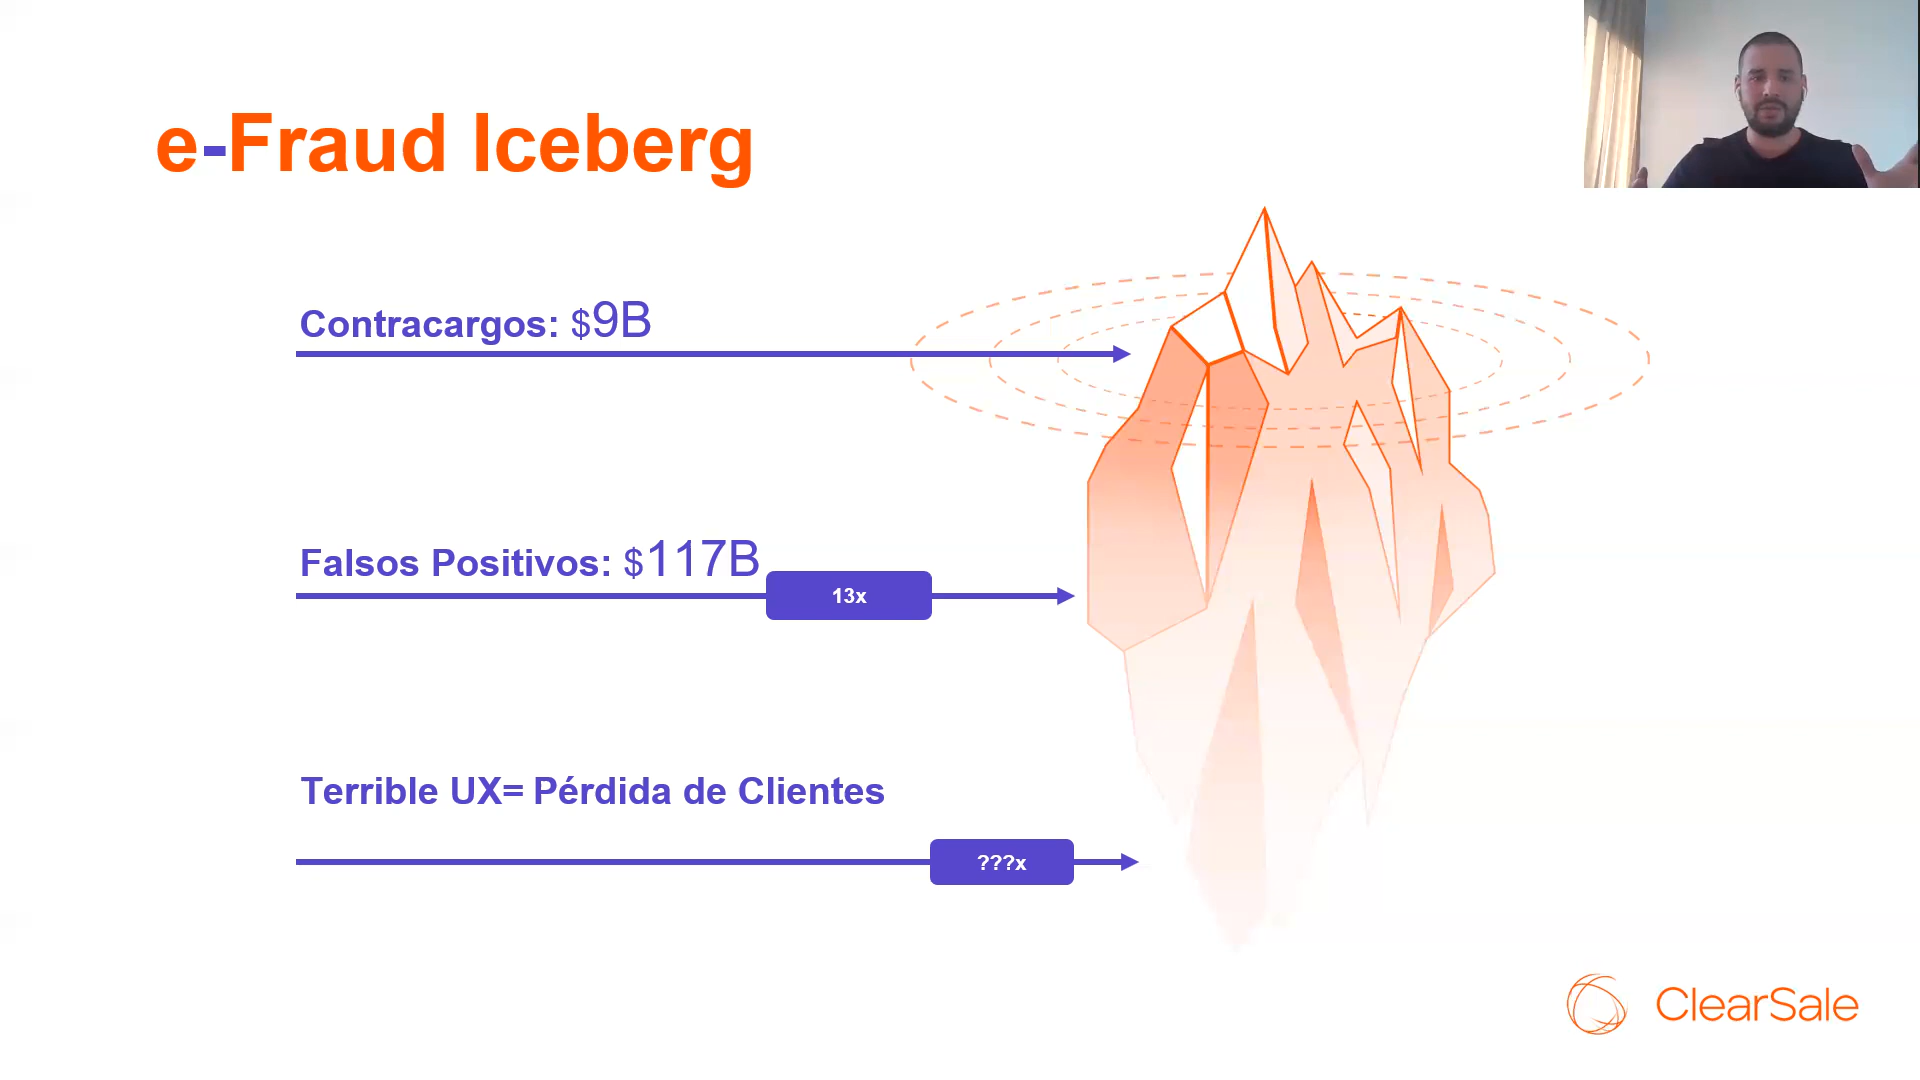 e-Fraud Iceberg
Contracargos: $9B
Falsos Positivos: $117B
13x
Terrible UX= Pérdida de Clientes
???x
ClearSale